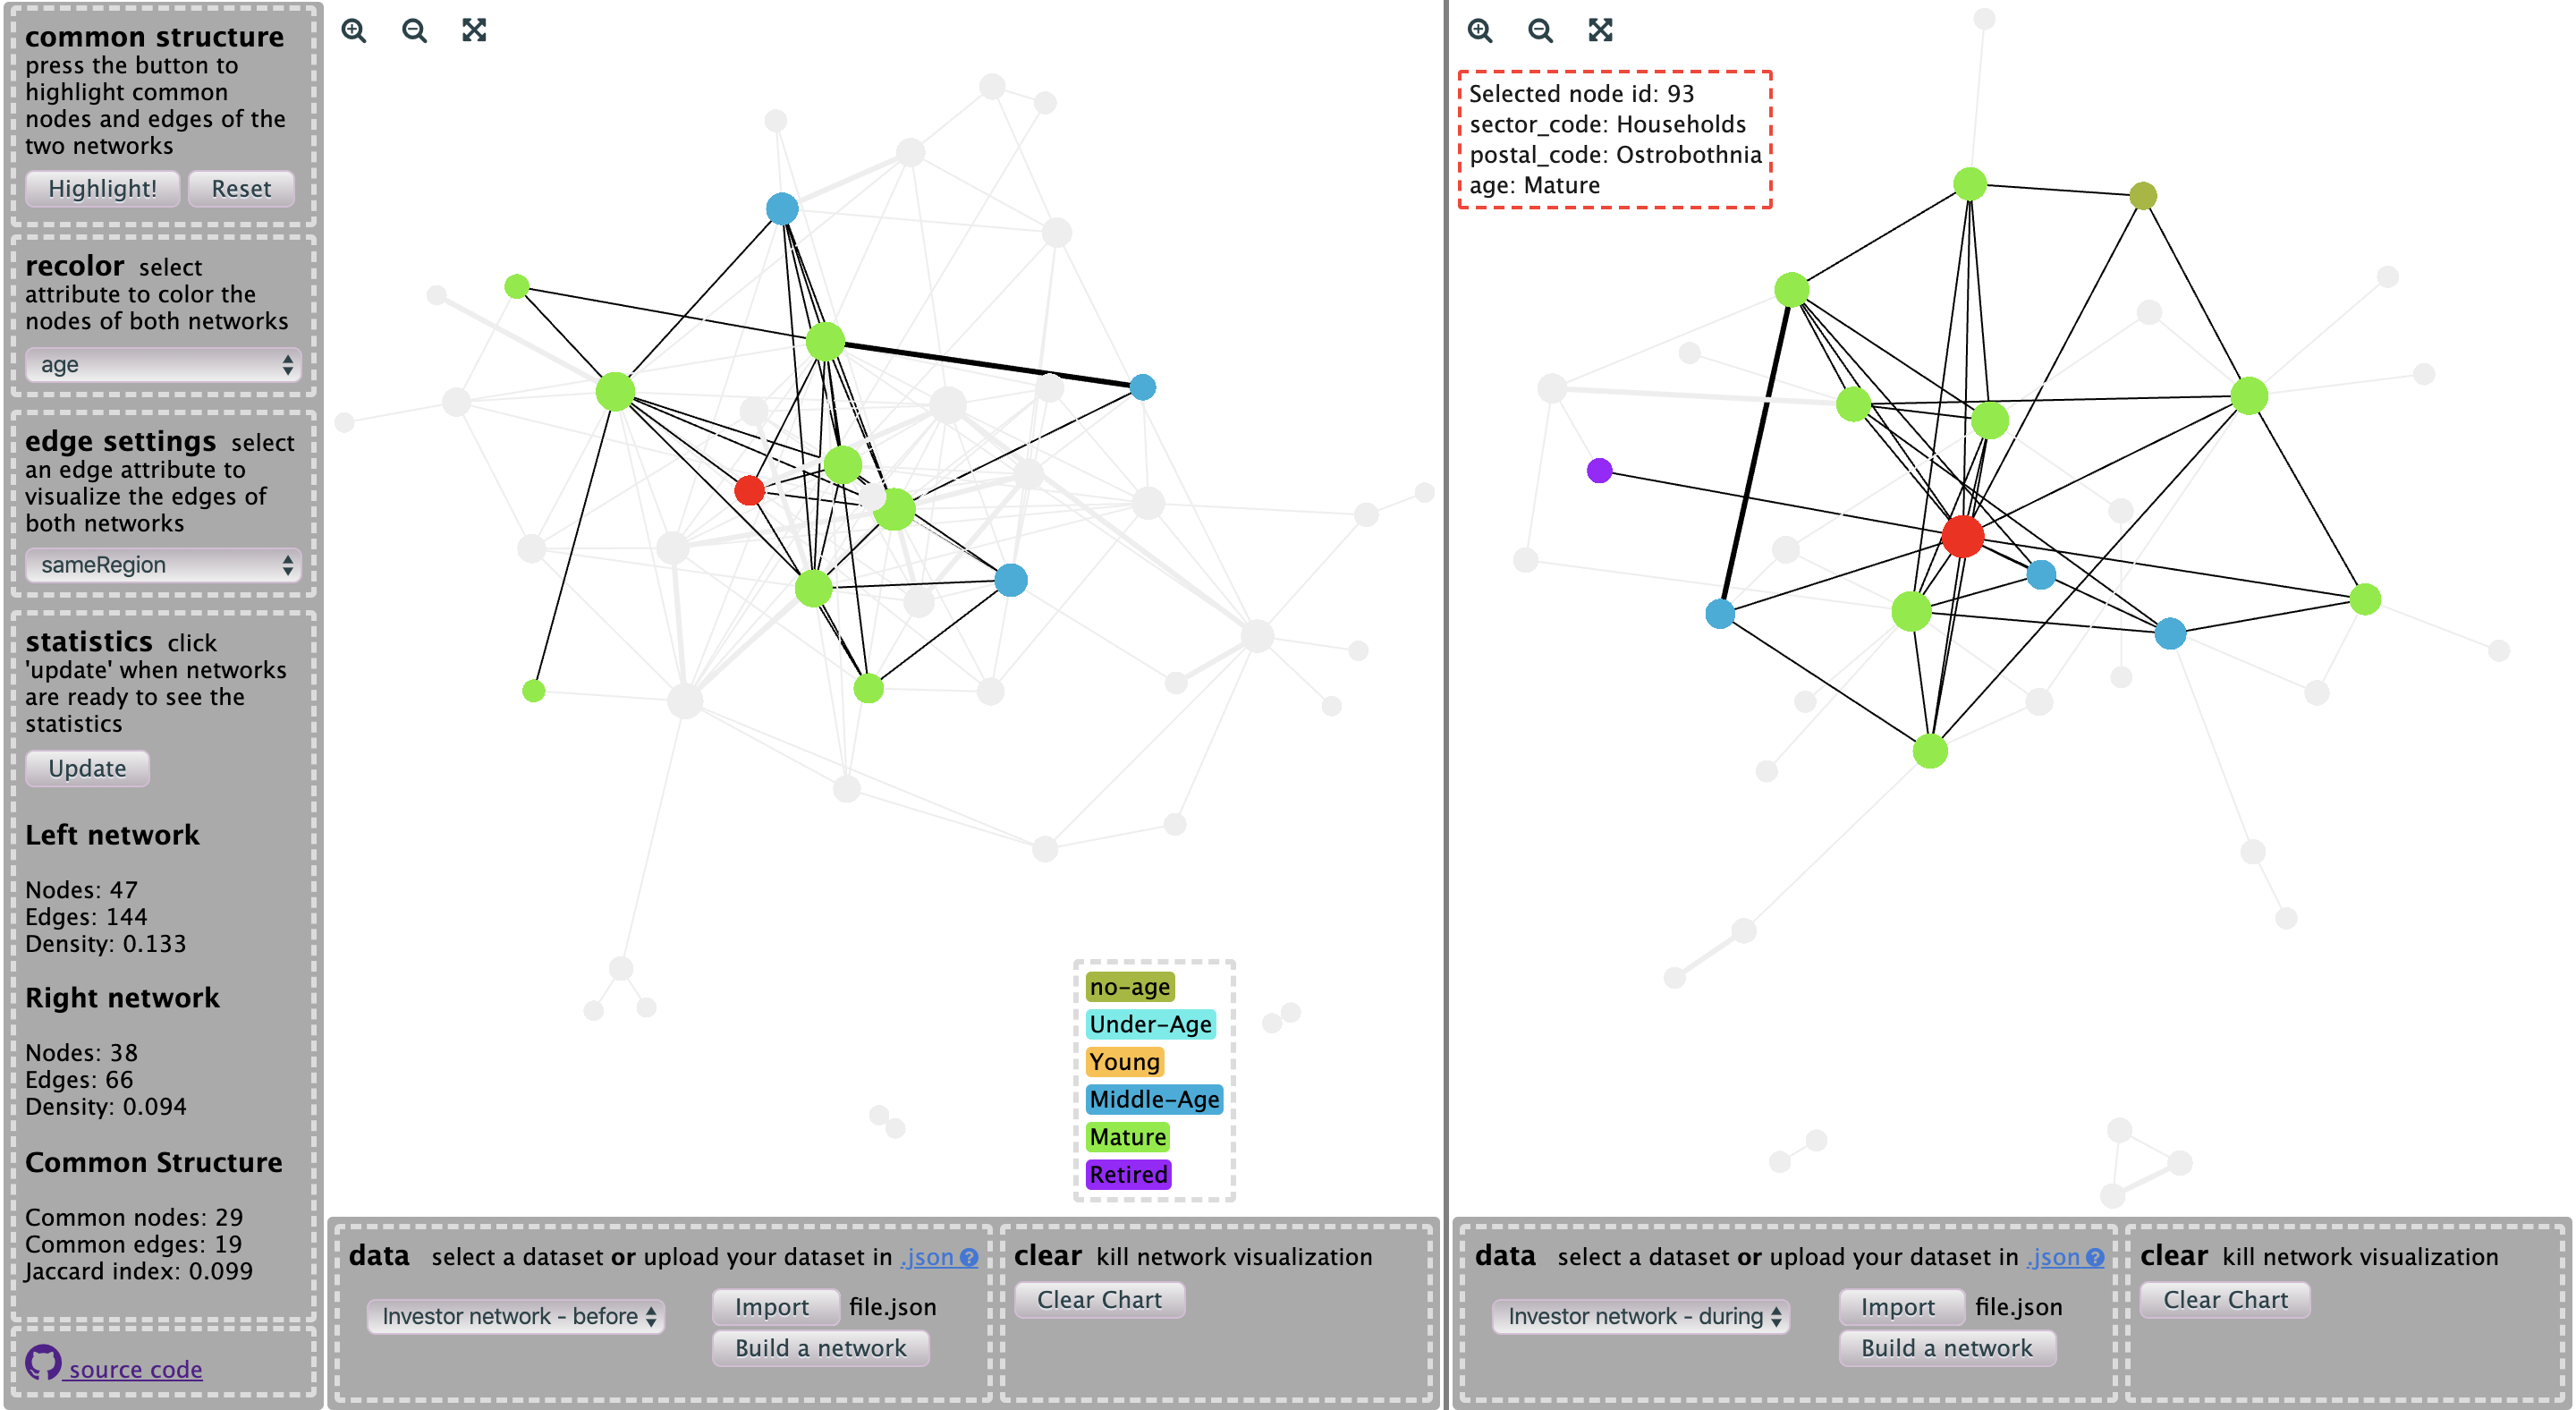 common structure
press the button to
highlight common
nodes and edges of the
two networks
Highlight! Reset
recolor select
attribute to color the
nodes of both networks
age
edge settings select
an edge attribute to
visualize the edges of
both networks
sameRegion
statistics click
'update' when networks
are ready to see the
statistics
Update
Left network
Nodes: 47
Edges: 144
Density: 0.133
Right network
Nodes: 38
Edges: 66
Density: 0.094
Common Structure
Common nodes: 29
Common edges: 19
Jaccard index: 0.099
source code
no-age
Under-Age
Young
Middle-Age
Mature
Retired
data select a dataset or upload your dataset in .json ?
Investor network - before
Import file.json
Build a network
clear kill network visualization
Clear Chart
Selected node id: 93
sector_code: Households
postal_code: Ostrobothnia
age: Mature
data select a dataset or upload your dataset in .json ?
Investor network - during
Import file.json
Build a network
clear kill network visualization
Clear Chart